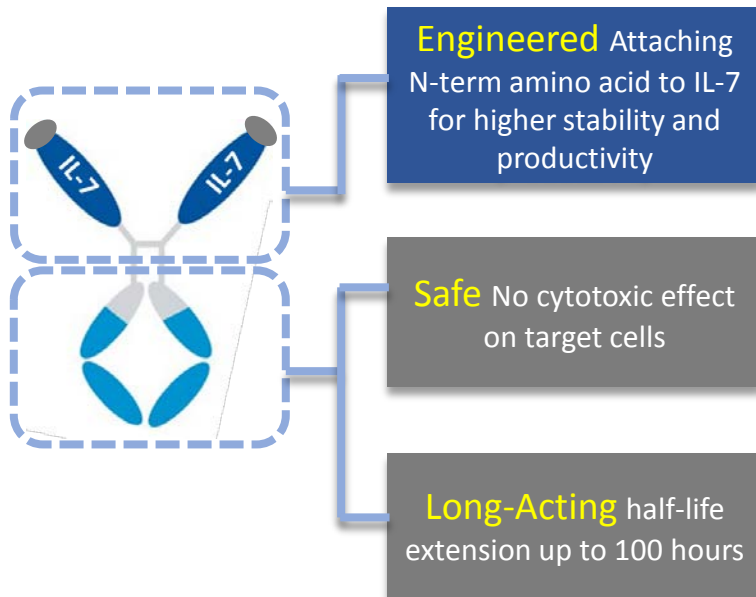 Engineered Attaching
N-term amino acid to IL-7
for higher stability and
productivity
IL-7
IL-7
Safe No cytotoxic effect
on target cells
Long-Acting half-life
extension up to 100 hours